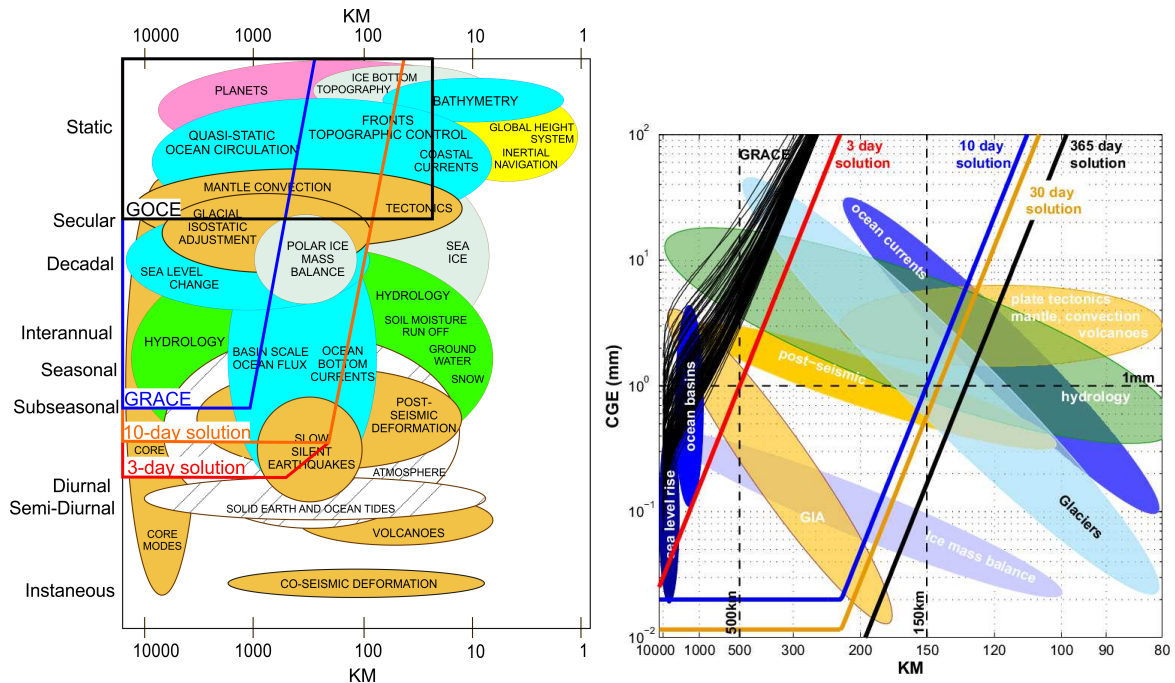 KM
10000 1000 100 10 1
Static
Secular
Decadal
Interannual
Seasonal
Subseasonal
Diurnal
Semi-Diurnal
Instaneous
PLANETS
ICE BOTTOM
TOPOGRAPHY
BATHYMETRY
FRONTS
TOPOGRAPHIC CONTROL
QUASI-STATIC
OCEAN CIRCULATION
COASTAL
CURRENTS
GLOBAL HEIGHT
SYSTEM
INERTIAL
NAVIGATION
MANTLE CONVECTION
TECTONICS
GOCE
GLACIAL
ISOSTATIC
ADJUSTMENT
POLAR ICE
MASS
BALANCE
SEA
ICE
SEA LEVEL
CHANGE
HYDROLOGY
SOIL MOISTURE
RUN OFF
GROUND
WATER
SNOW
HYDROLOGY
BASIN SCALE
OCEAN FLUX
OCEAN
BOTTOM
CURRENTS
GRACE
POST-
SEISMIC
DEFORMATION
10-day solution
SLOW
SILENT
EARTHQUAKES
CORE
3-day solution
ATMOSPHERE
SOLID EARTH AND OCEAN TIDES
CORE
MODES
VOLCANOES
CO-SEISMIC DEFORMATION
10000 1000 100 10 1
KM
CGE (mm)
10²
10¹
10⁰
10⁻¹
10⁻²
GRACE
3 day
solution
10 day
solution
365 day
solution
30 day
solution
ocean currents
plate tectonics
mantle, convection
volcanoes
post-seismic
1mm
hydrology
ocean basins
sea level rise
GIA
Glaciers
Ice mass balance
500km
150km
10000 1000 500 300 200 150 120 100 90 80
KM